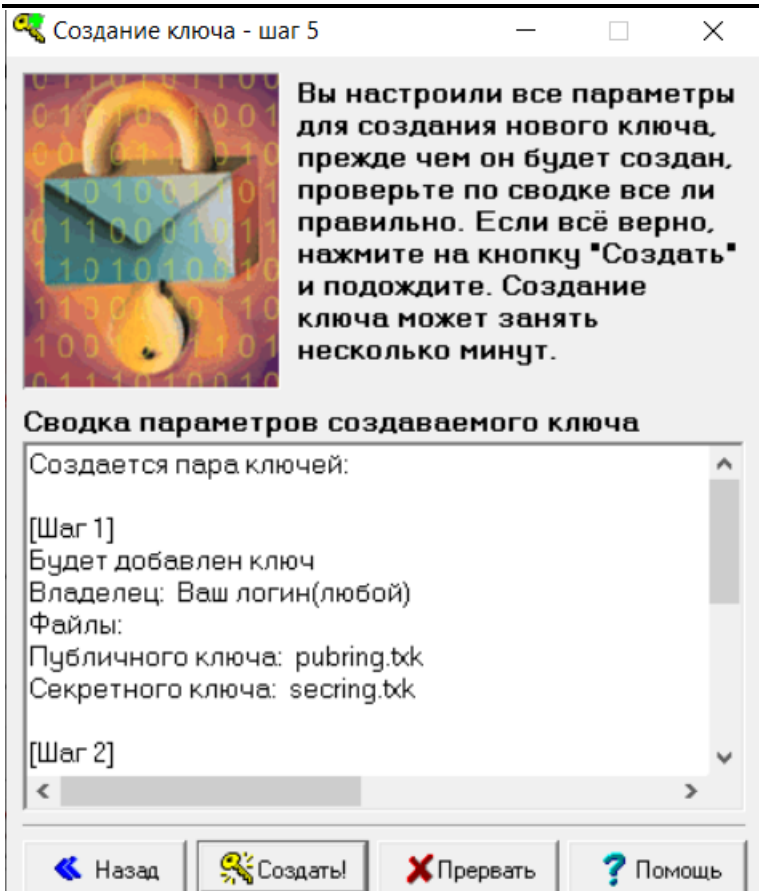 Создание ключа - шаг 5
Вы настроили все параметры
для создания нового ключа,
прежде чем он будет создан,
проверьте по сводке все ли
правильно. Если всё верно,
нажмите на кнопку "Создать"
и подождите. Создание
ключа может занять
несколько минут.
Сводка параметров создаваемого ключа
Создается пара ключей:
[Шаг 1]
Будет добавлен ключ
Владелец: Ваш логин(любой)
Файлы:
Публичного ключа: pubring.txk
Секретного ключа: secring.txk
[Шаг 2]
Назад
Создать!
Прервать
Помощь